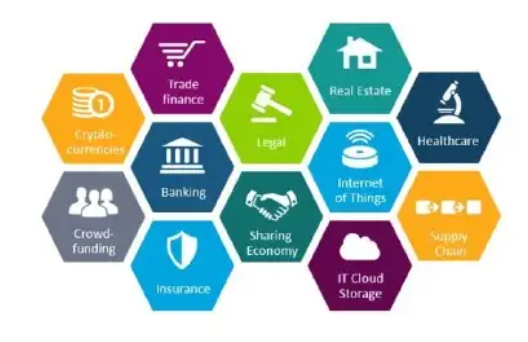 Trade
finance
Real Estate
Crypto-
currencies
Legal
Healthcare
Banking
Internet
of Things
Crowd-
funding
Sharing
Economy
Supply
Chain
Insurance
IT Cloud
Storage
1